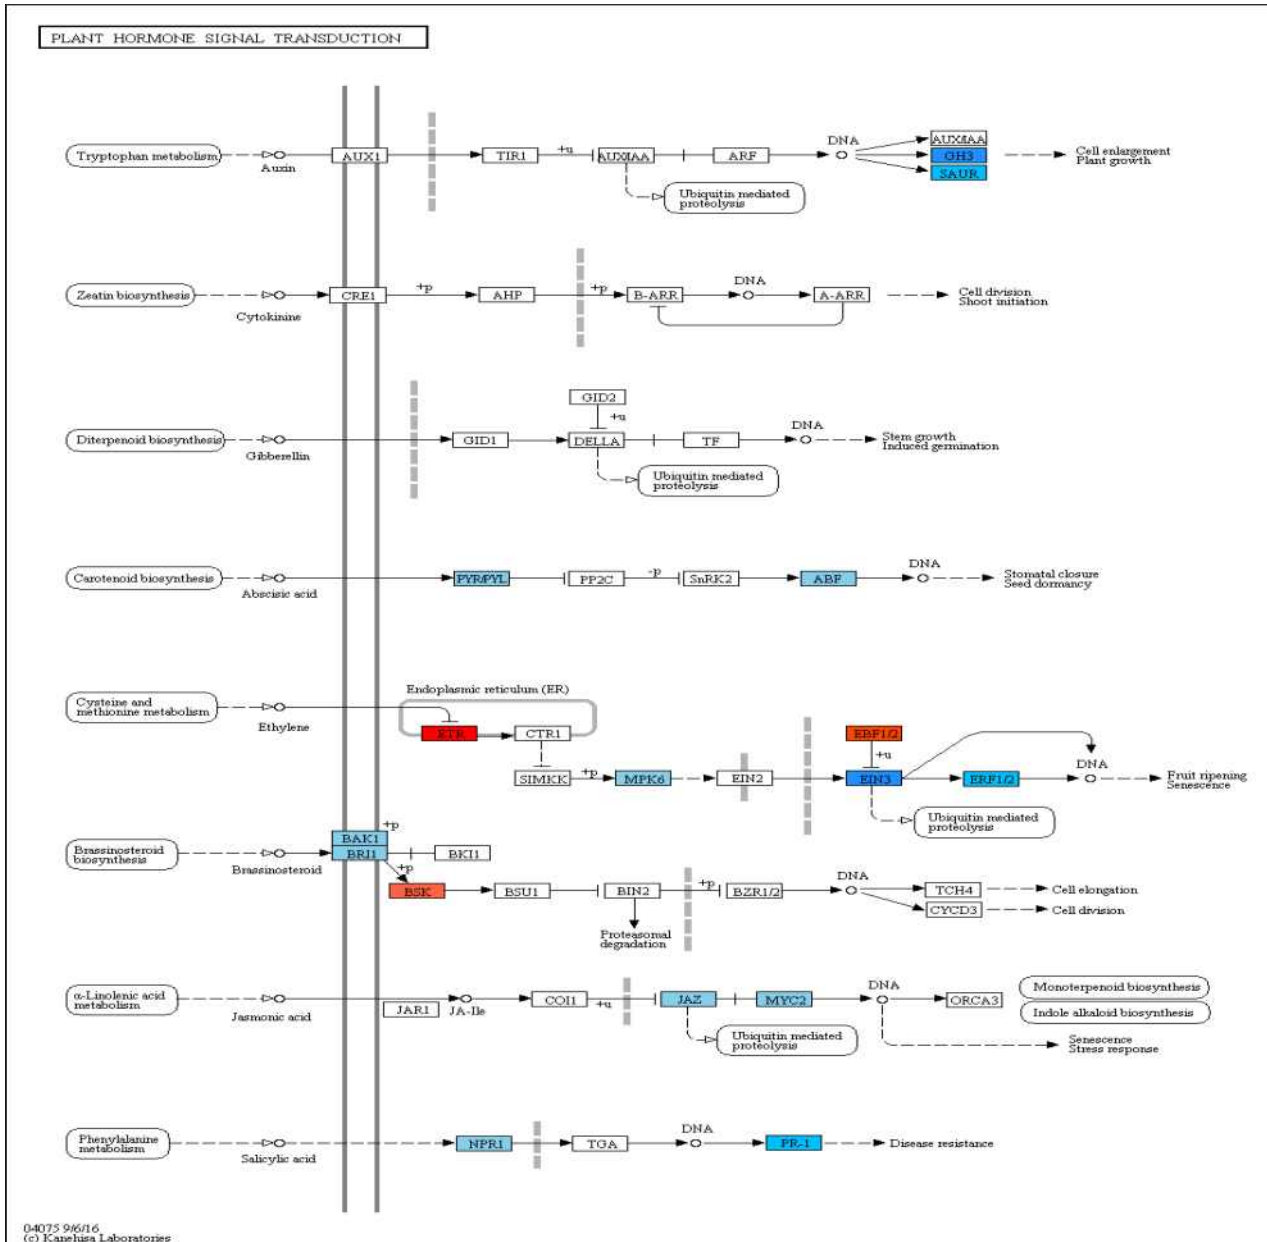 PLANT HORMONE SIGNAL TRANSDUCTION
Tryptophan metabolism
Auxin
AUX1
TIR1
+u
AUX/IAA
ARF
DNA
AUX/IAA
GH3
SAUR
Cell enlargement
Plant growth
Ubiquitin mediated
proteolysis
Zeatin biosynthesis
Cytokinine
CRE1
+p
AHP
+p
B-ARR
DNA
A-ARR
Cell division
Shoot initiation
Diterpenoid biosynthesis
Gibberellin
GID1
GID2
+u
DELLA
TF
DNA
Stem growth
Induced germination
Ubiquitin mediated
proteolysis
Carotenoid biosynthesis
Abscisic acid
PYR/PYL
PP2C
-p
SnRK2
ABF
DNA
Stomatal closure
Seed dormancy
Cysteine and
methionine metabolism
Ethylene
Endoplasmic reticulum (ER)
ETR
CTR1
SIMKK
+p
MPK6
EIN2
EBF1/2
+u
EIN3
ERF1/2
DNA
Fruit ripening
Senescence
Ubiquitin mediated
proteolysis
Brassinosteroid
biosynthesis
Brassinosteroid
BAK1
+p
BRI1
BKI1
+p
BSK
BSU1
BIN2
+p
BZR1/2
DNA
TCH4
Cell elongation
CYCD3
Cell division
Proteasomal
degradation
α-Linolenic acid
metabolism
Jasmonic acid
JAR1
JA-Ile
COI1
+u
JAZ
MYC2
DNA
ORCA3
Monoterpenoid biosynthesis
Indole alkaloid biosynthesis
Ubiquitin mediated
proteolysis
Senescence
Stress response
Phenylalanine
metabolism
Salicylic acid
NPR1
TGA
DNA
PR-1
Disease resistance
04075 9/6/16
(c) Kanehisa Laboratories